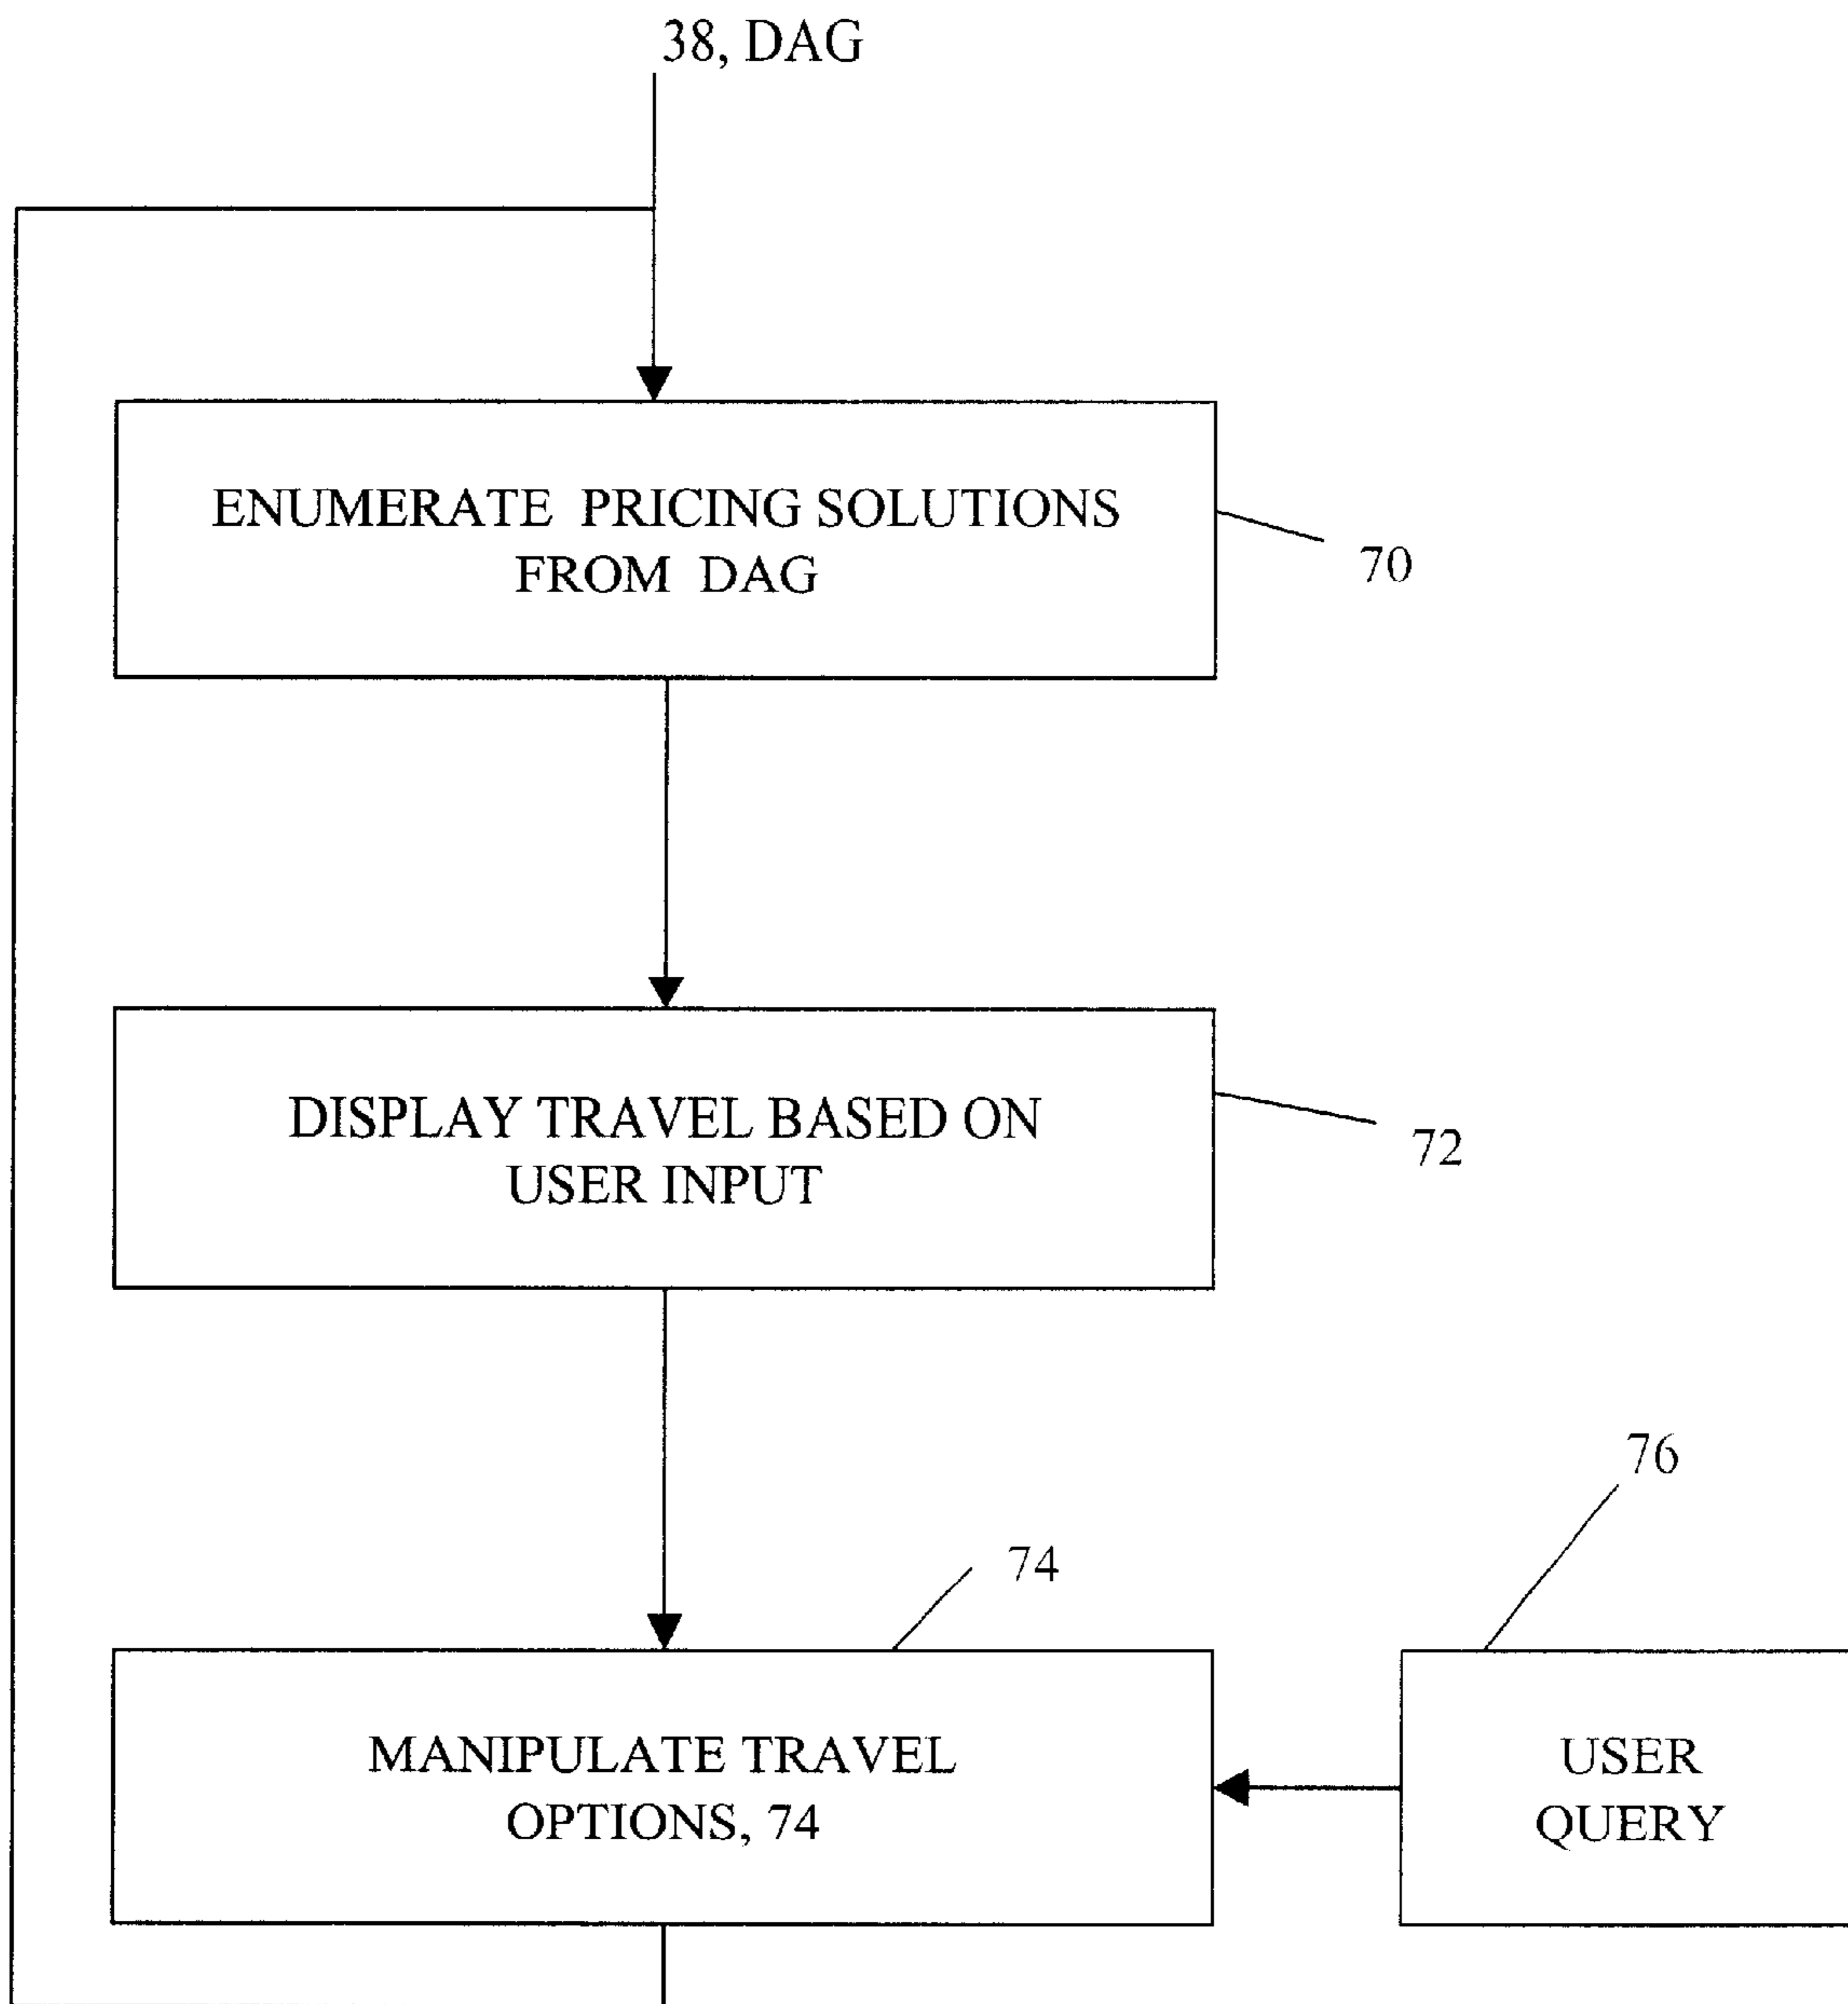 38, DAG
ENUMERATE PRICING SOLUTIONS
FROM DAG
70
DISPLAY TRAVEL BASED ON
USER INPUT
72
76
74
MANIPULATE TRAVEL
OPTIONS, 74
USER
QUERY